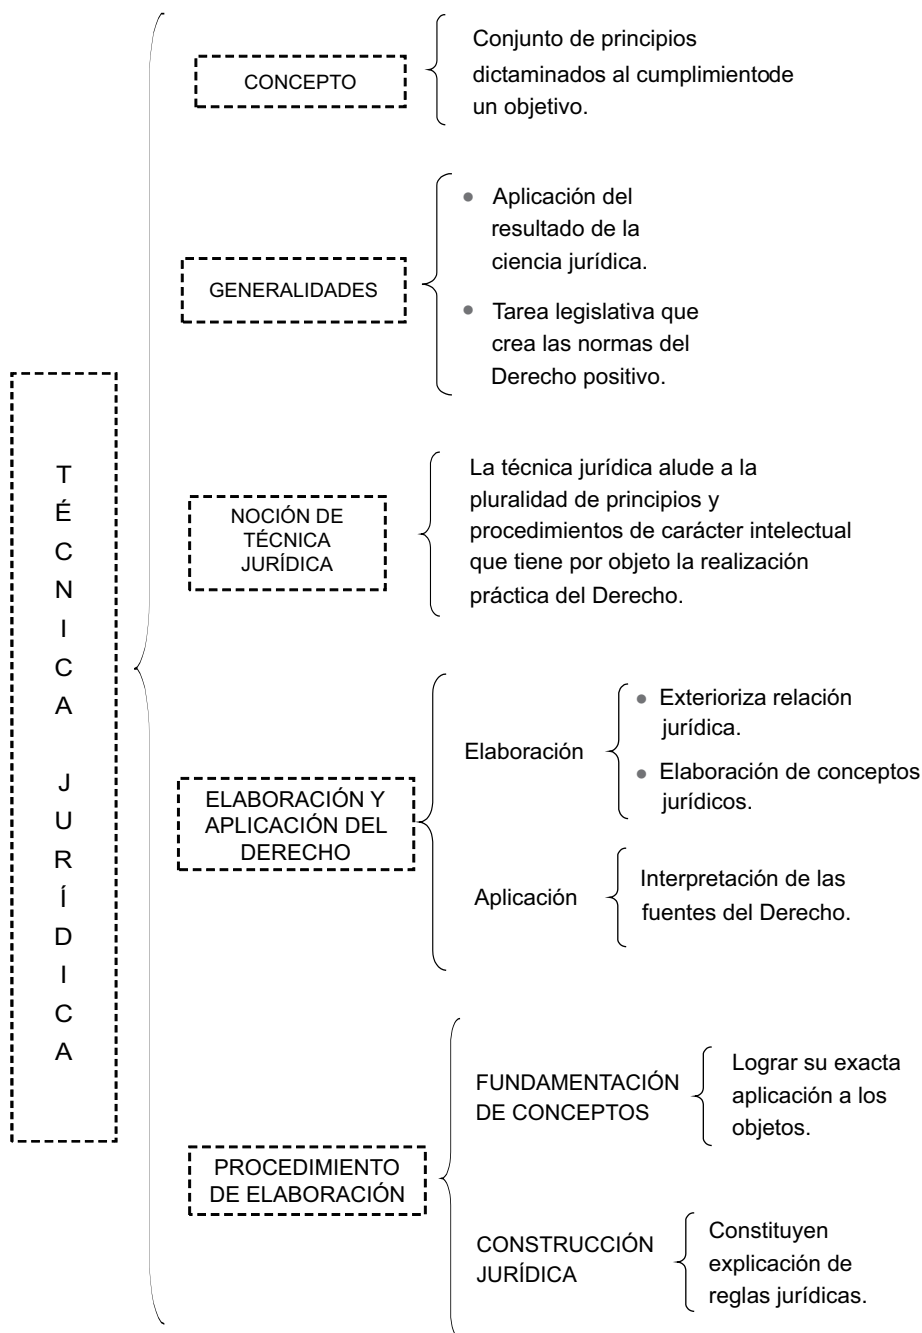 TÉCNICA JURÍDICA
CONCEPTO
Conjunto de principios
dictaminados al cumplimientode
un objetivo.
GENERALIDADES
• Aplicación del
resultado de la
ciencia jurídica.
• Tarea legislativa que
crea las normas del
Derecho positivo.
NOCIÓN DE
TÉCNICA
JURÍDICA
La técnica jurídica alude a la
pluralidad de principios y
procedimientos de carácter intelectual
que tiene por objeto la realización
práctica del Derecho.
ELABORACIÓN Y
APLICACIÓN DEL
DERECHO
Elaboración
• Exterioriza relación
jurídica.
• Elaboración de conceptos
jurídicos.
Aplicación
Interpretación de las
fuentes del Derecho.
PROCEDIMIENTO
DE ELABORACIÓN
FUNDAMENTACIÓN
DE CONCEPTOS
Lograr su exacta
aplicación a los
objetos.
CONSTRUCCIÓN
JURÍDICA
Constituyen
explicación de
reglas jurídicas.